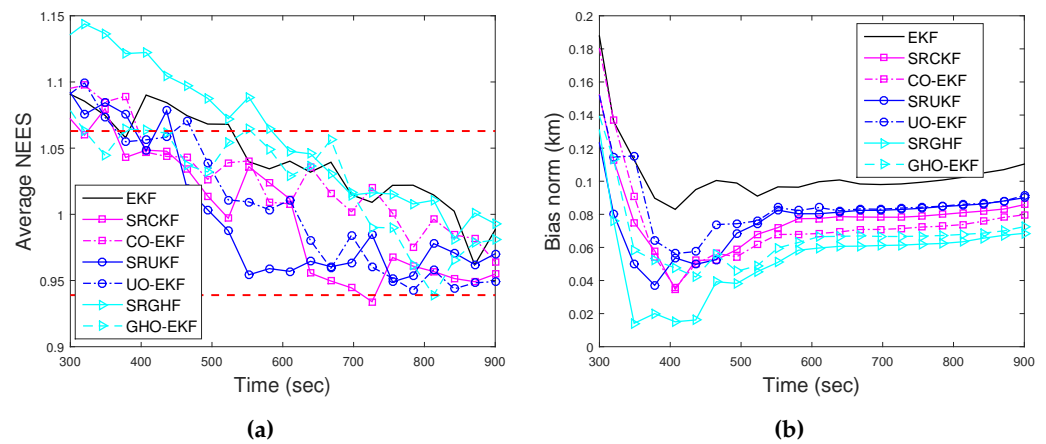 1.15
1.1
1.05
1
0.95
0.9
Average NEES
EKF
SRCKF
CO-EKF
SRUKF
UO-EKF
SRGHF
GHO-EKF
300 400 500 600 700 800 900
Time (sec)
(a)
0.2
0.18
0.16
0.14
0.12
0.1
0.08
0.06
0.04
0.02
0
Bias norm (km)
EKF
SRCKF
CO-EKF
SRUKF
UO-EKF
SRGHF
GHO-EKF
300 400 500 600 700 800 900
Time (sec)
(b)